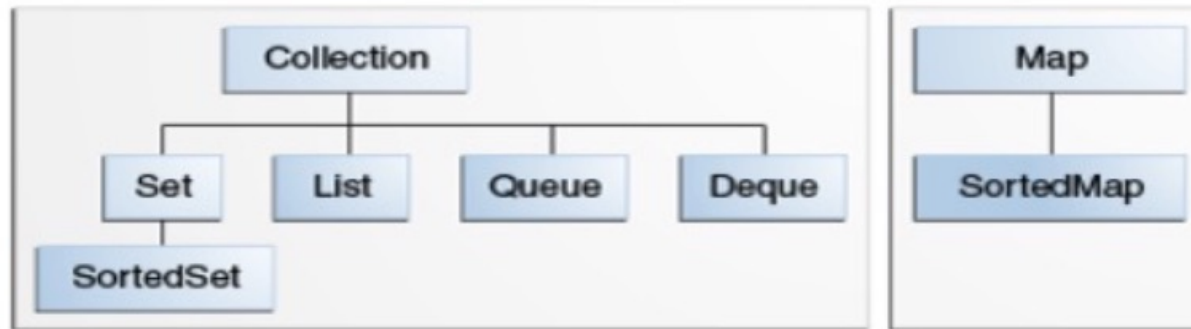 Collection
Map
Set
List
Queue
Deque
SortedMap
SortedSet